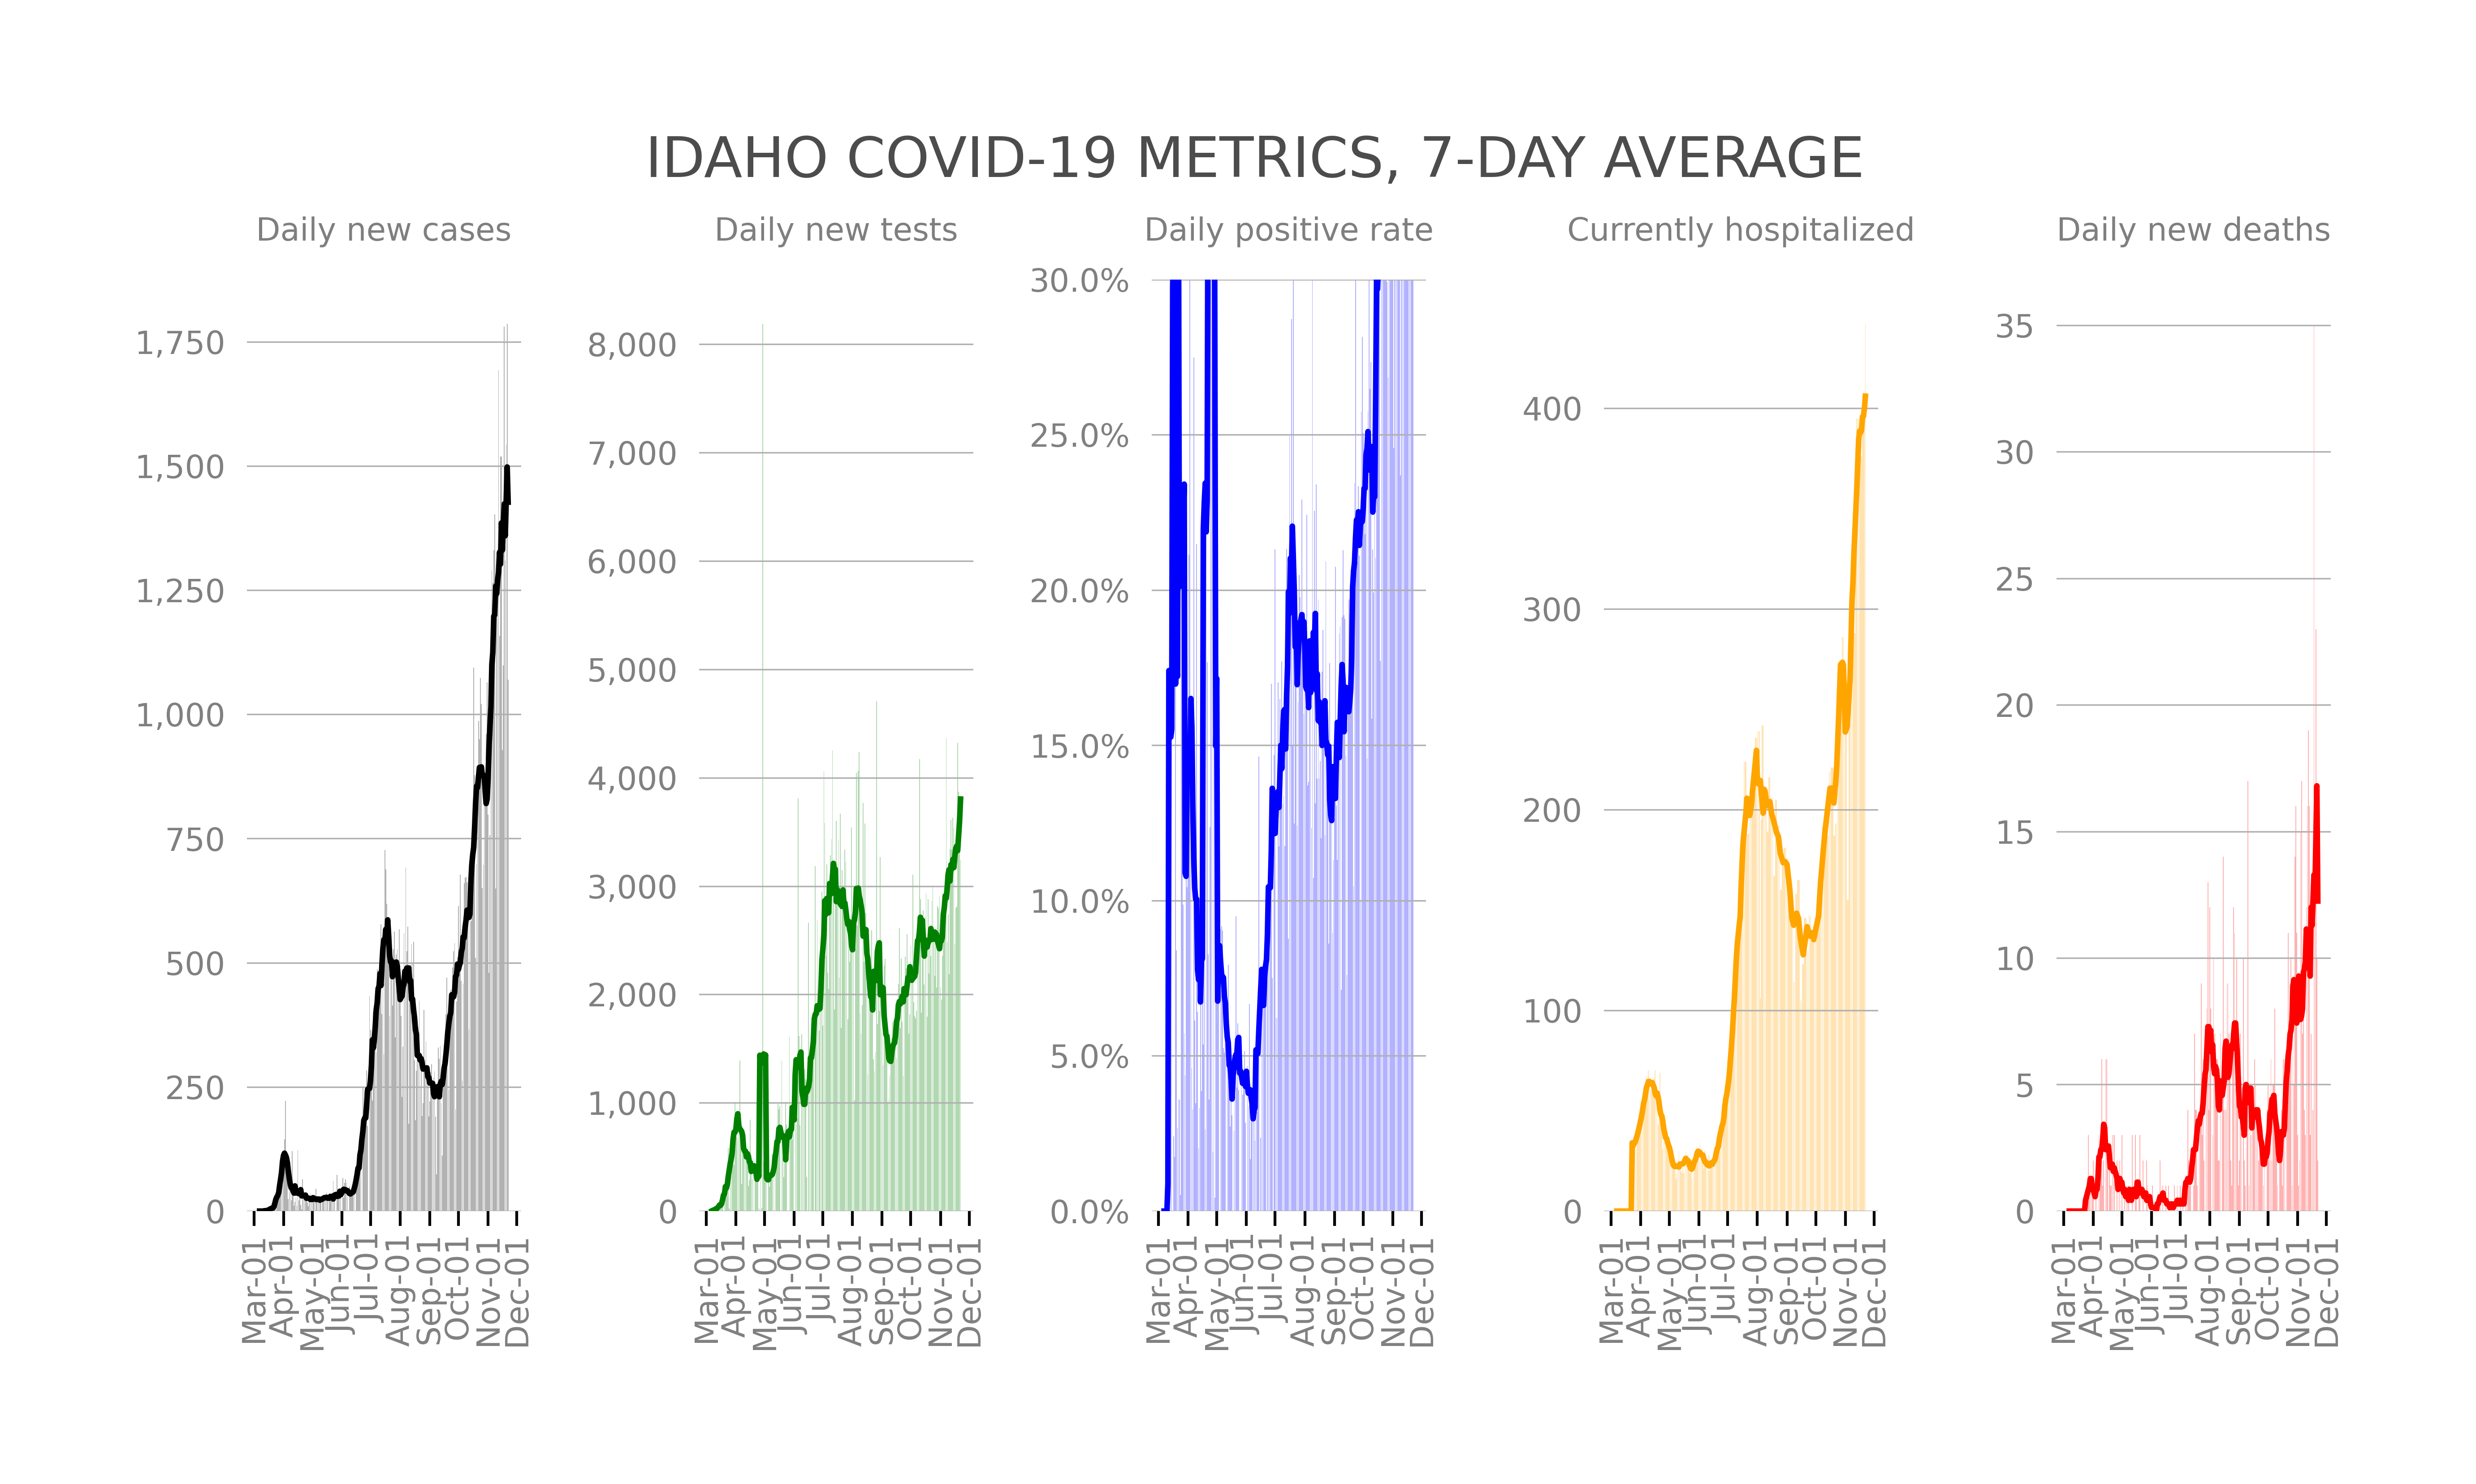 IDAHO COVID-19 METRICS, 7-DAY AVERAGE
Daily new cases
1,750
1,500
1,250
1,000
750
500
250
0
Mar-01
Apr-01
May-01
Jun-01
Jul-01
Aug-01
Sep-01
Oct-01
Nov-01
Dec-01
Daily new tests
8,000
7,000
6,000
5,000
4,000
3,000
2,000
1,000
0
Mar-01
Apr-01
May-01
Jun-01
Jul-01
Aug-01
Sep-01
Oct-01
Nov-01
Dec-01
Daily positive rate
30.0%
25.0%
20.0%
15.0%
10.0%
5.0%
0.0%
Mar-01
Apr-01
May-01
Jun-01
Jul-01
Aug-01
Sep-01
Oct-01
Nov-01
Dec-01
Currently hospitalized
400
300
200
100
0
Mar-01
Apr-01
May-01
Jun-01
Jul-01
Aug-01
Sep-01
Oct-01
Nov-01
Dec-01
Daily new deaths
35
30
25
20
15
10
5
0
Mar-01
Apr-01
May-01
Jun-01
Jul-01
Aug-01
Sep-01
Oct-01
Nov-01
Dec-01